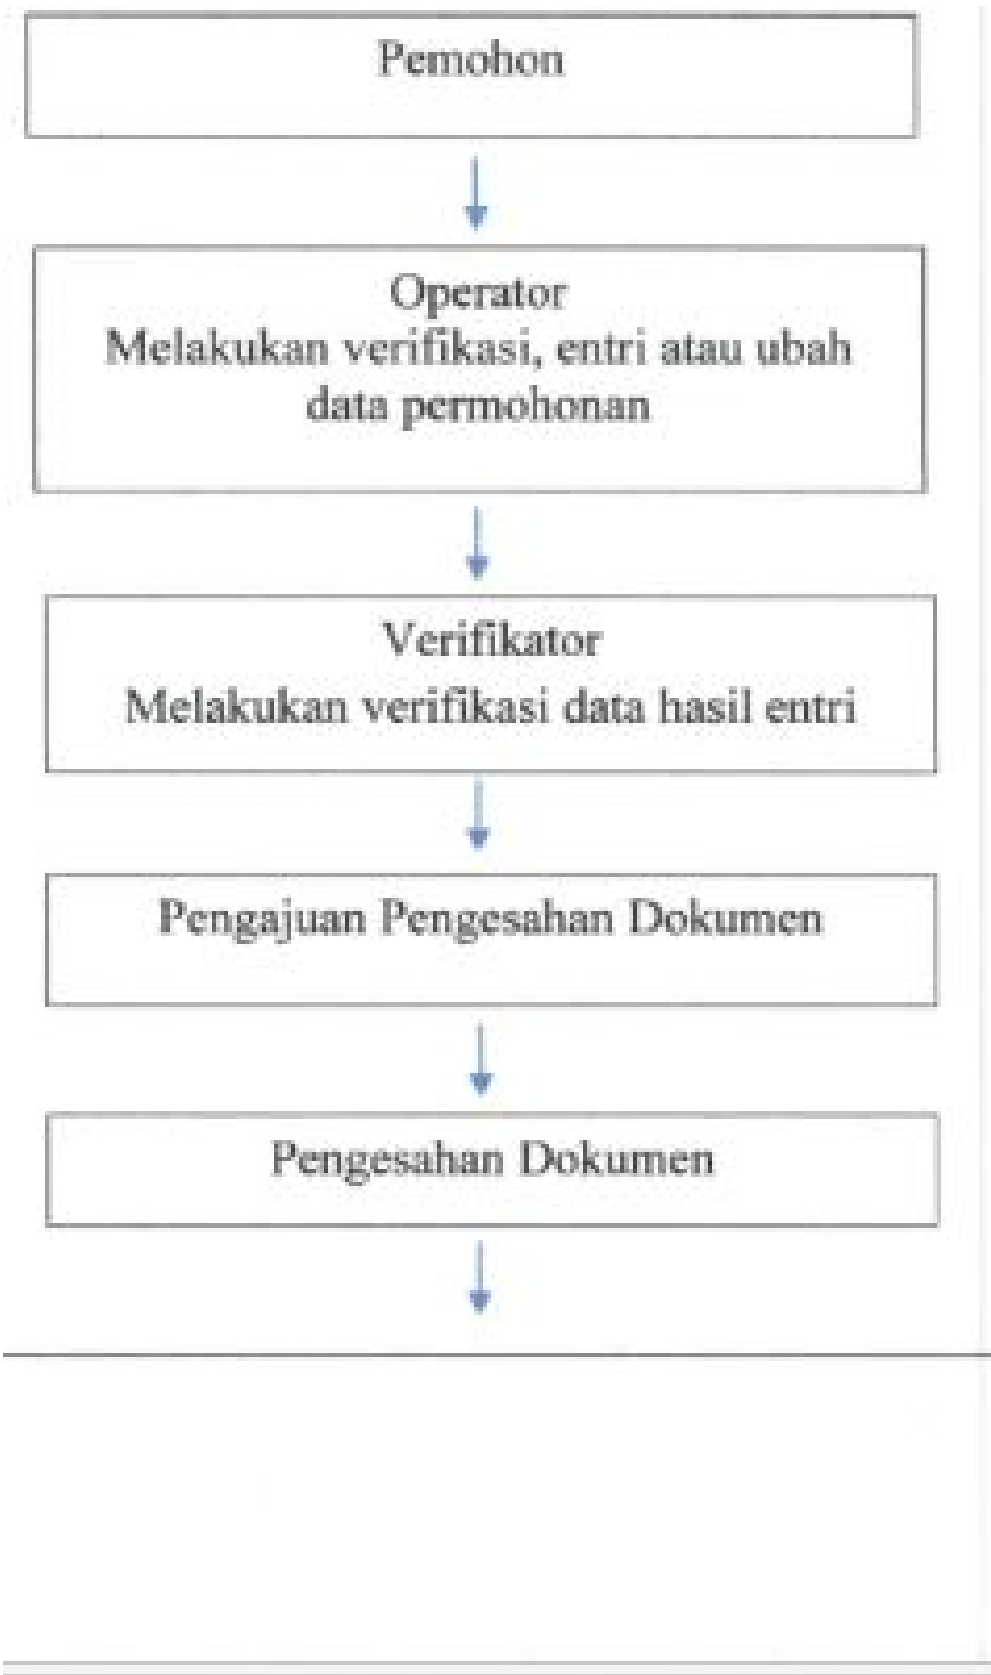 Pemohon
Operator
Melakukan verifikasi, entri atau ubah
data permohonan
Verifikator
Melakukan verifikasi data hasil entri
Pengajuan Pengesahan Dokumen
Pengesahan Dokumen